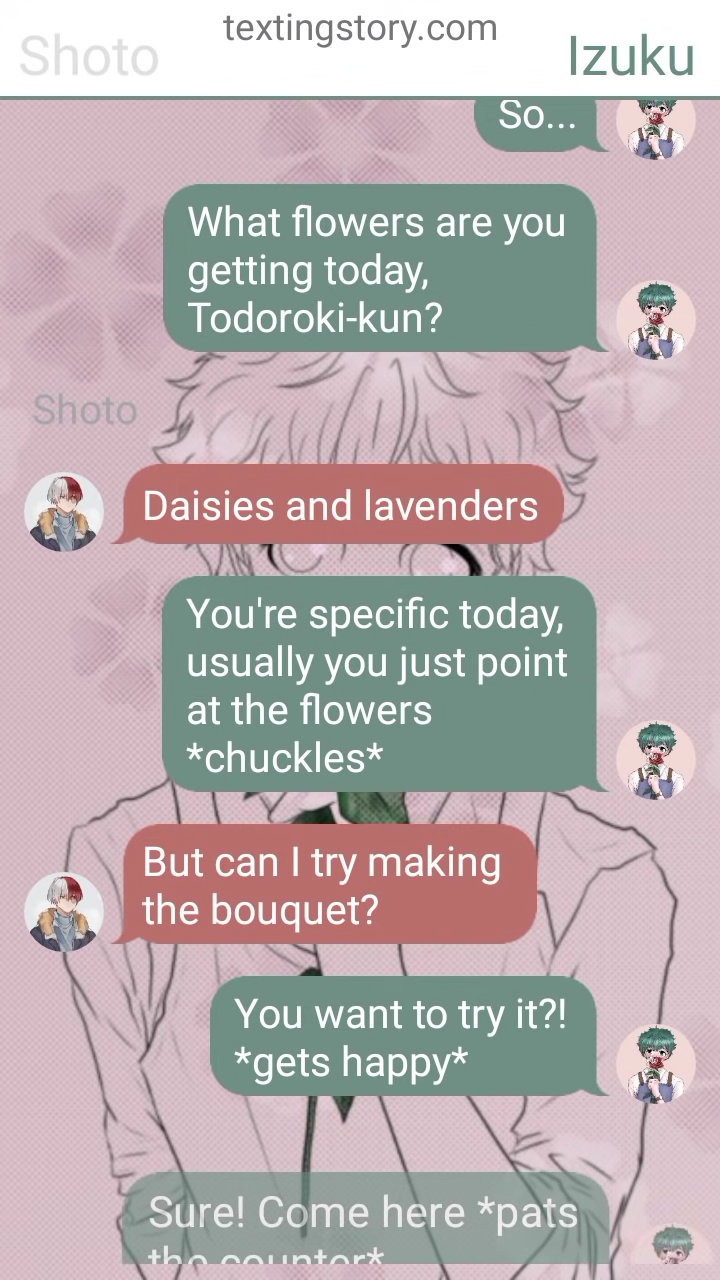 textingstory.com
Shoto
Izuku
So...
What flowers are you
getting today,
Todoroki-kun?
Shoto
Daisies and lavenders
You're specific today,
usually you just point
at the flowers
*chuckles*
But can I try making
the bouquet?
You want to try it?!
*gets happy*
Sure! Come here *pats
the counter*